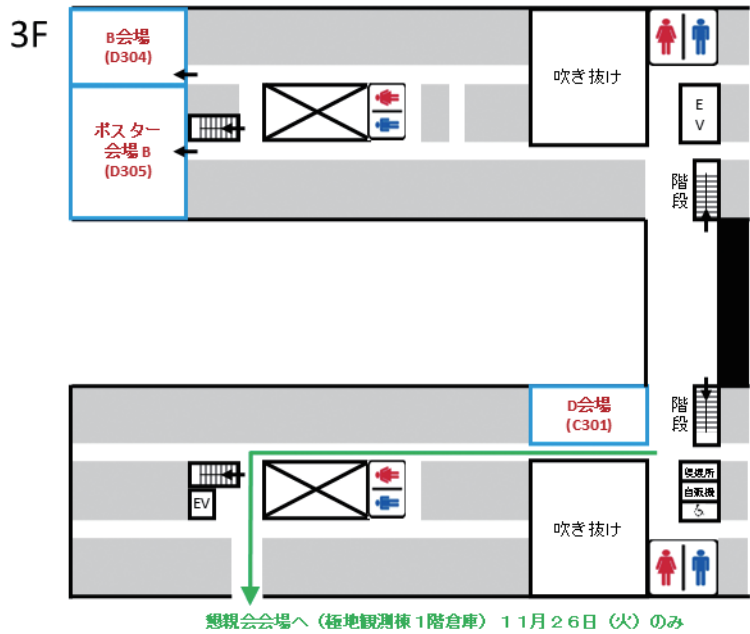 3F
B会場
(D304)
吹き抜け
E
V
ポスター
会場 B
(D305)
階
段
D会場
(C301)
階
段
喫煙所
自販機
EV
吹き抜け
懇親会会場へ（極地観測棟１階倉庫）１１月２６日（火）のみ